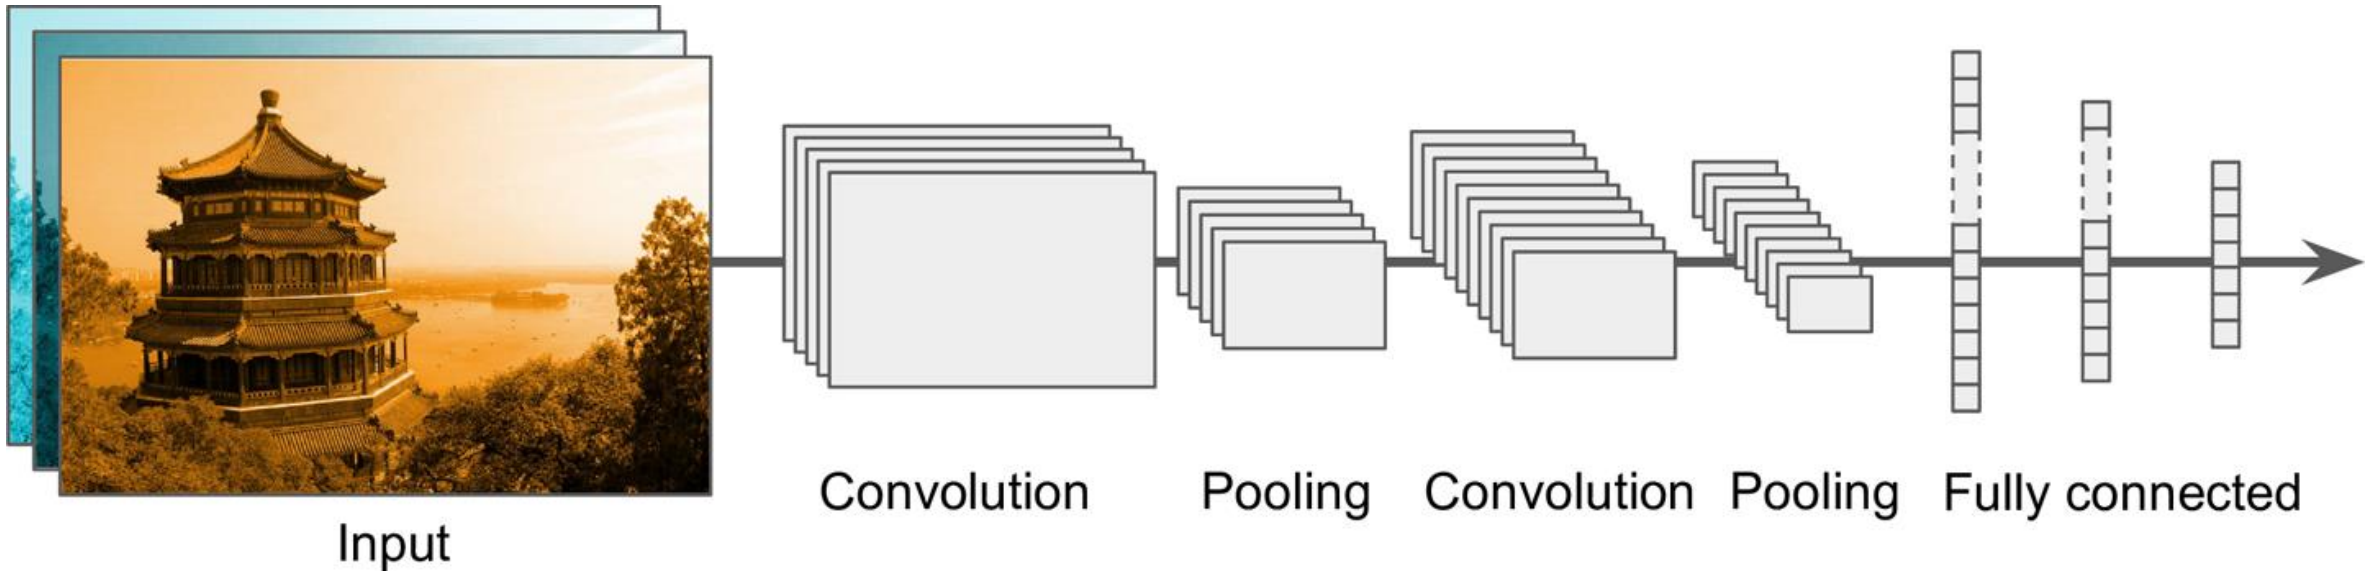 Input
Convolution
Pooling
Convolution
Pooling
Fully connected